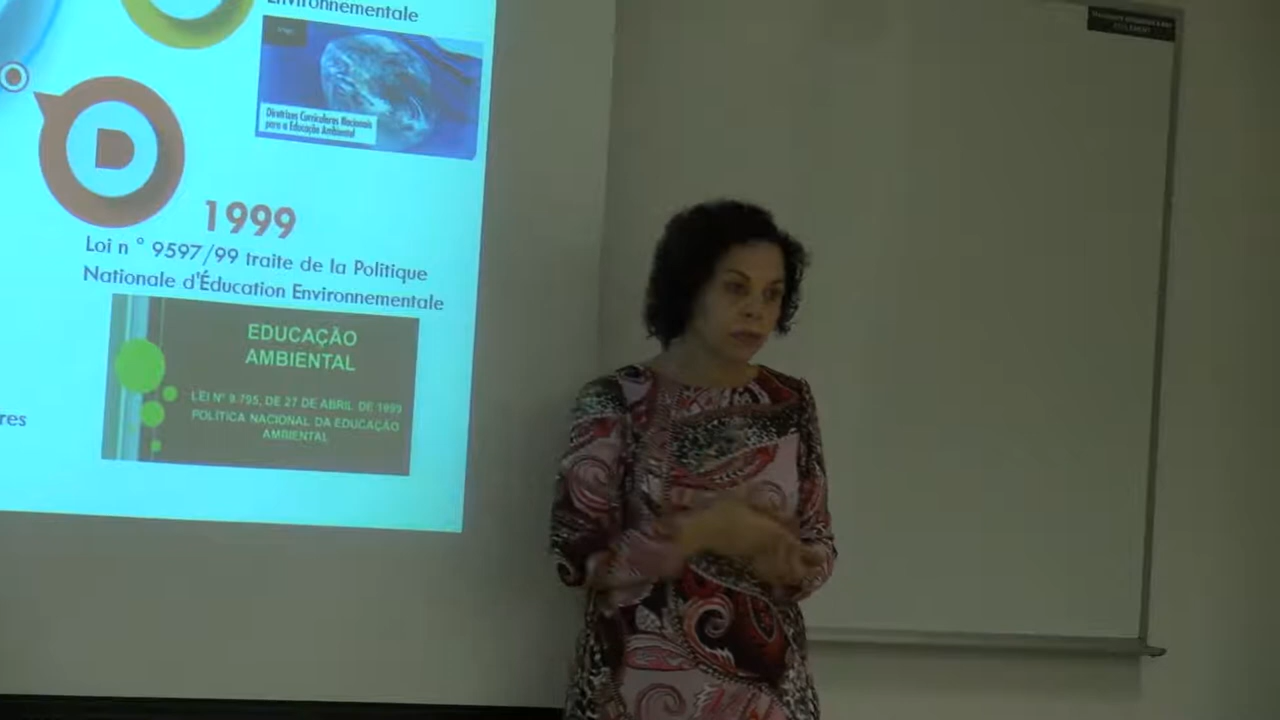 Environnementale
Diretrizes Curriculares Nacionais
para a Educação Ambiental
D
1999
Loi n ° 9597/99 traite de la Politique
Nationale d'Éducation Environnementale
EDUCAÇÃO
AMBIENTAL
LEI Nº 9.795, DE 27 DE ABRIL DE 1999
POLÍTICA NACIONAL DA EDUCAÇÃO
AMBIENTAL
res